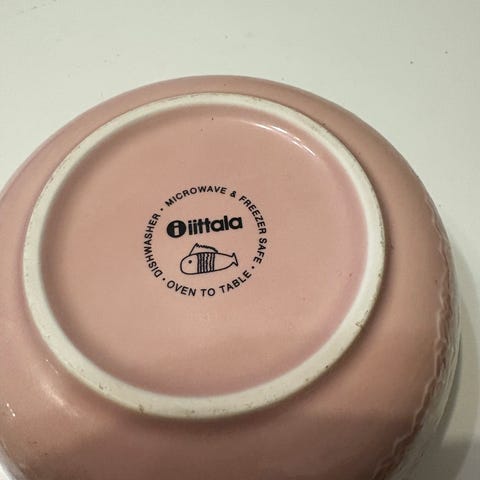 DISHWASHER · MICROWAVE & FREEZER SAFE · OVEN TO TABLE ·
i iittala